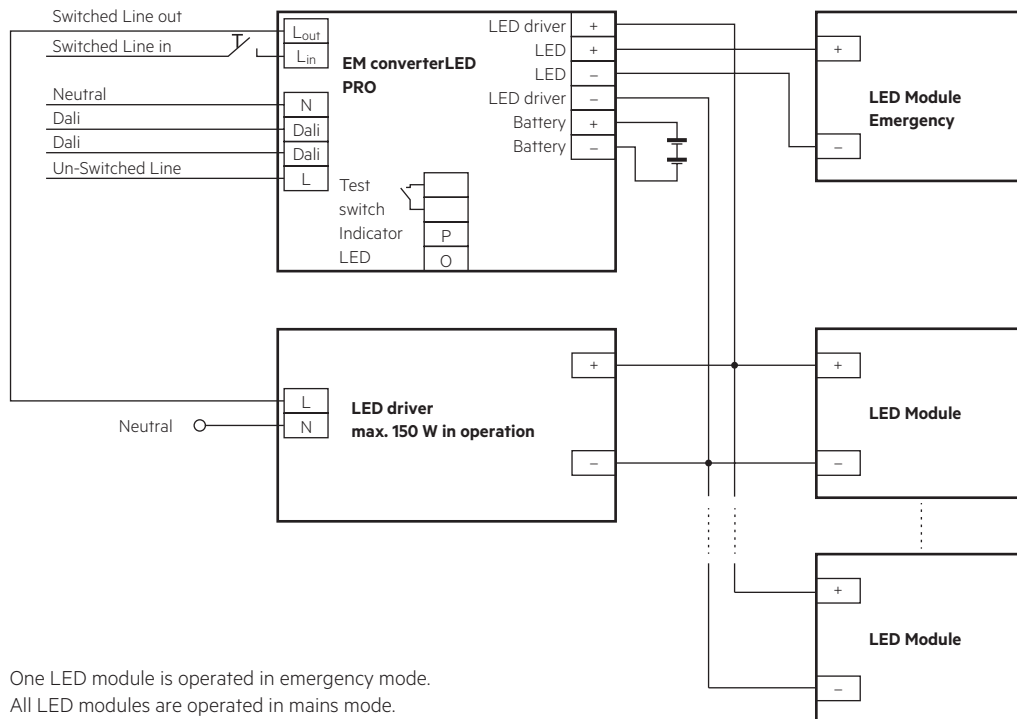 Switched Line out
Switched Line in
Neutral
Dali
Dali
Un-Switched Line
Lout
Lin
N
Dali
Dali
L
EM converterLED
PRO
Test
switch
Indicator
LED
P
O
LED driver +
LED +
LED –
LED driver –
Battery +
Battery –
+
–
LED Module
Emergency
Neutral
L
N
LED driver
max. 150 W in operation
+
–
+
–
LED Module
+
–
LED Module
One LED module is operated in emergency mode.
All LED modules are operated in mains mode.